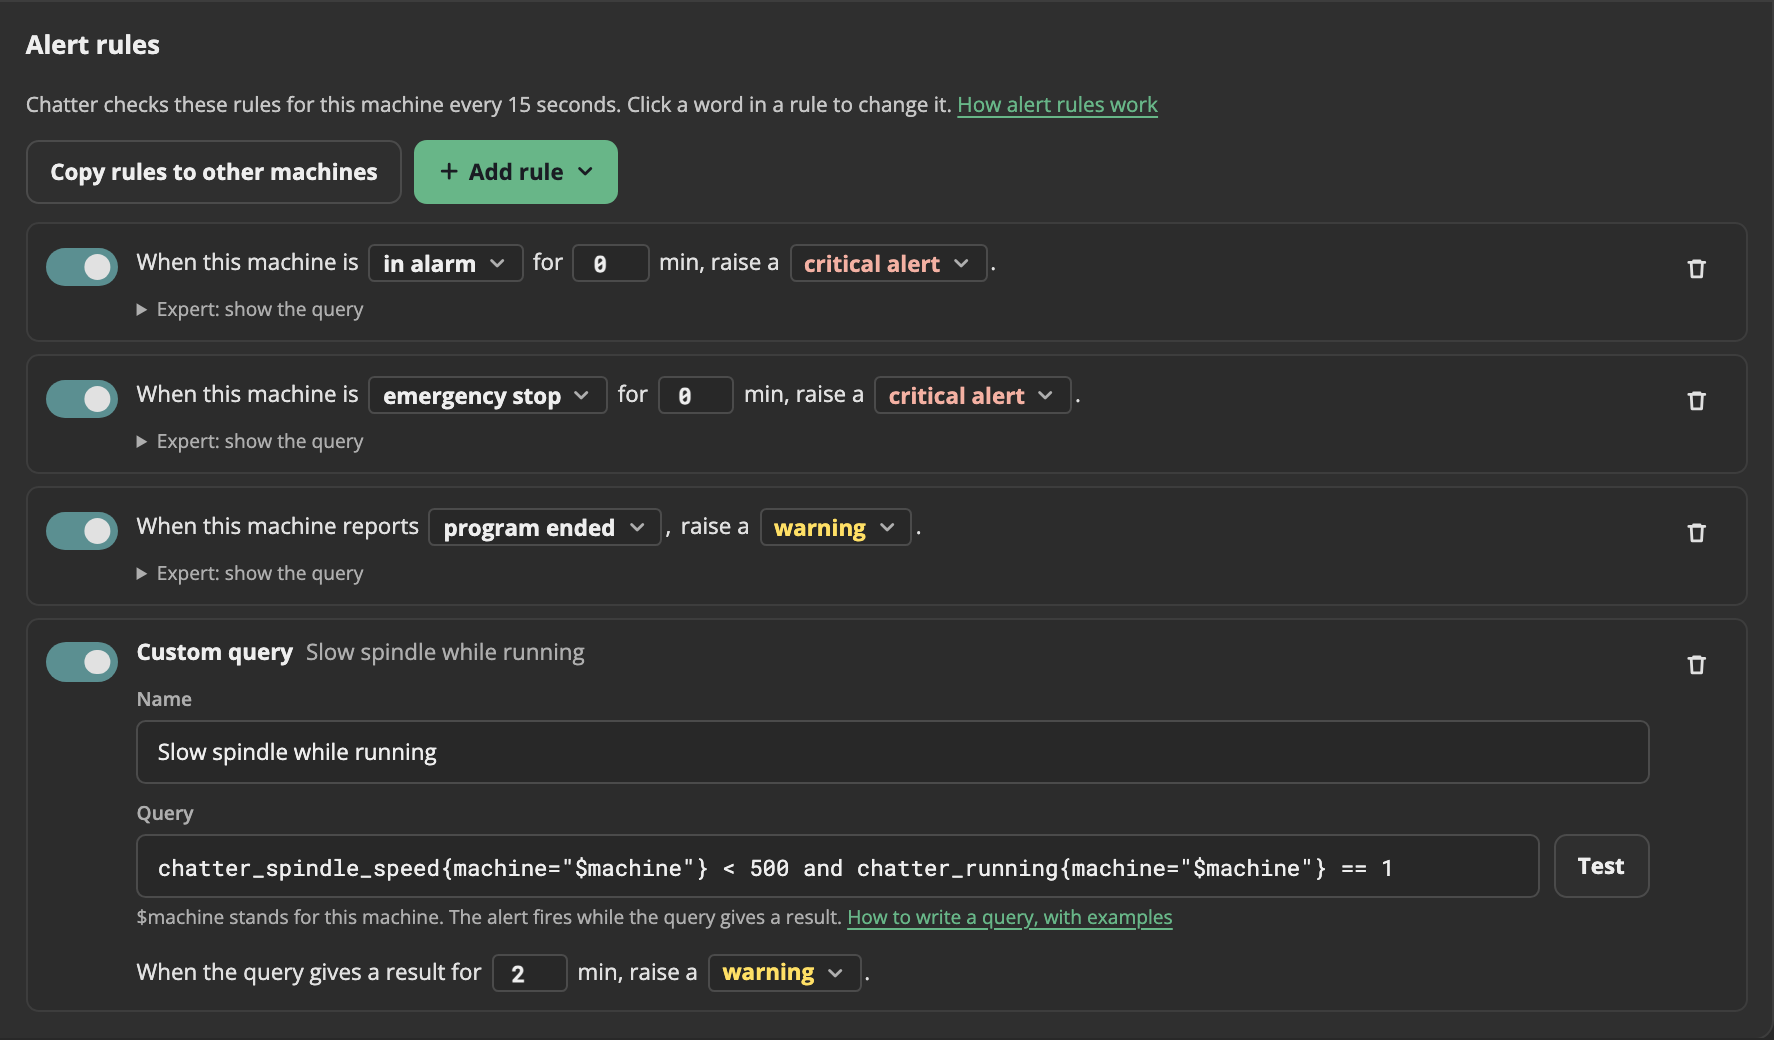 Alert rules
Chatter checks these rules for this machine every 15 seconds. Click a word in a rule to change it. How alert rules work
Copy rules to other machines + Add rule
When this machine is in alarm for 0 min, raise a critical alert .
Expert: show the query
When this machine is emergency stop for 0 min, raise a critical alert .
Expert: show the query
When this machine reports program ended , raise a warning .
Expert: show the query
Custom query Slow spindle while running
Name
Slow spindle while running
Query
chatter_spindle_speed{machine="$machine"} < 500 and chatter_running{machine="$machine"} == 1 Test
$machine stands for this machine. The alert fires while the query gives a result. How to write a query, with examples
When the query gives a result for 2 min, raise a warning .